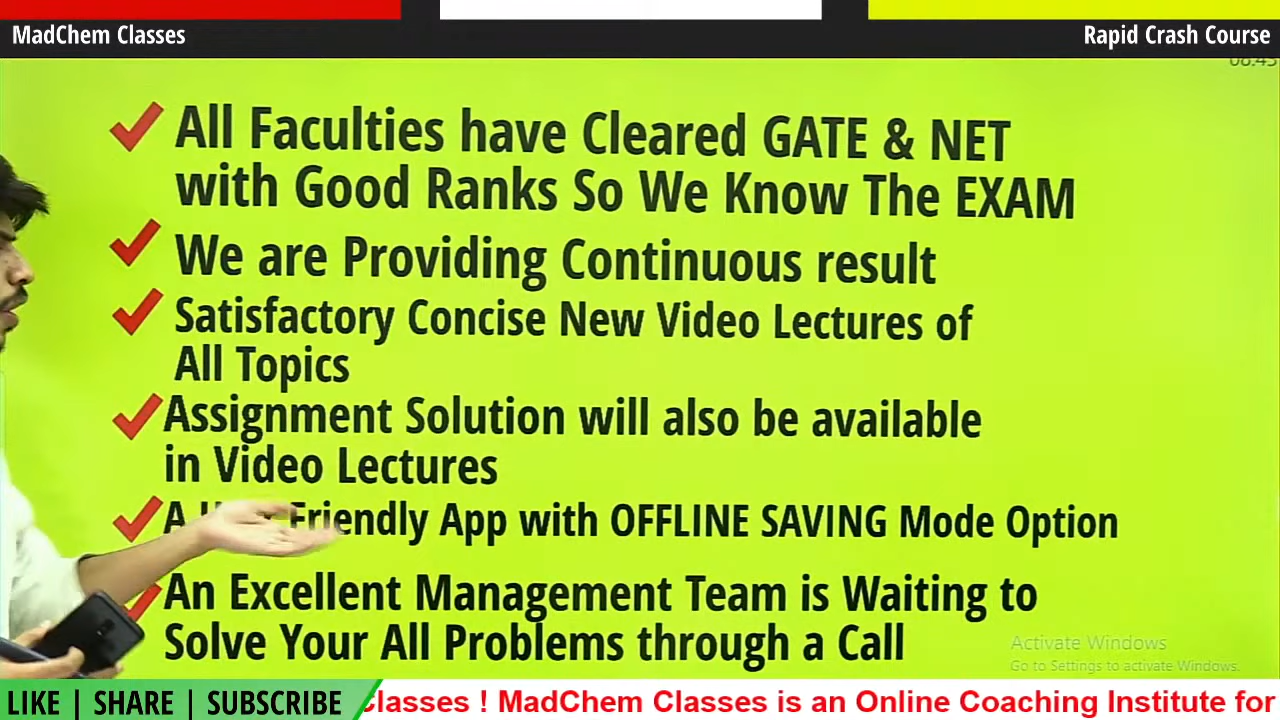 MadChem Classes
Rapid Crash Course
All Faculties have Cleared GATE & NET
with Good Ranks So We Know The EXAM
We are Providing Continuous result
Satisfactory Concise New Video Lectures of
All Topics
Assignment Solution will also be available
in Video Lectures
A Friendly App with OFFLINE SAVING Mode Option
An Excellent Management Team is Waiting to
Solve Your All Problems through a Call
Activate Windows
Go to Settings to activate Windows.
LIKE | SHARE | SUBSCRIBE
Classes ! MadChem Classes is an Online Coaching Institute for